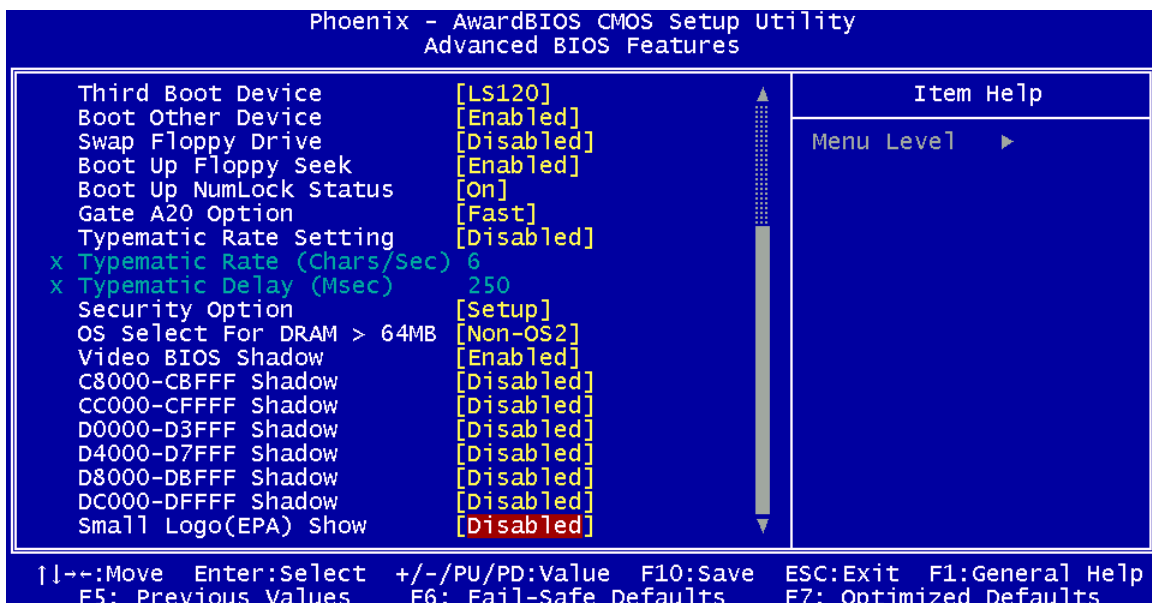 Phoenix - AwardBIOS CMOS Setup Utility
Advanced BIOS Features
Third Boot Device [LS120]
Boot Other Device [Enabled]
Swap Floppy Drive [Disabled]
Boot Up Floppy Seek [Enabled]
Boot Up NumLock Status [On]
Gate A20 Option [Fast]
Typematic Rate Setting [Disabled]
x Typematic Rate (Chars/Sec) 6
x Typematic Delay (Msec) 250
Security Option [Setup]
OS Select For DRAM > 64MB [Non-OS2]
Video BIOS Shadow [Enabled]
C8000-CBFFF Shadow [Disabled]
CC000-CFFFF Shadow [Disabled]
D0000-D3FFF Shadow [Disabled]
D4000-D7FFF Shadow [Disabled]
D8000-DBFFF Shadow [Disabled]
DC000-DFFFF Shadow [Disabled]
Small Logo(EPA) Show [Disabled]
Item Help
Menu Level ▶
↑↓→←:Move Enter:Select +/-/PU/PD:Value F10:Save ESC:Exit F1:General Help
F5: Previous Values F6: Fail-Safe Defaults F7: Optimized Defaults